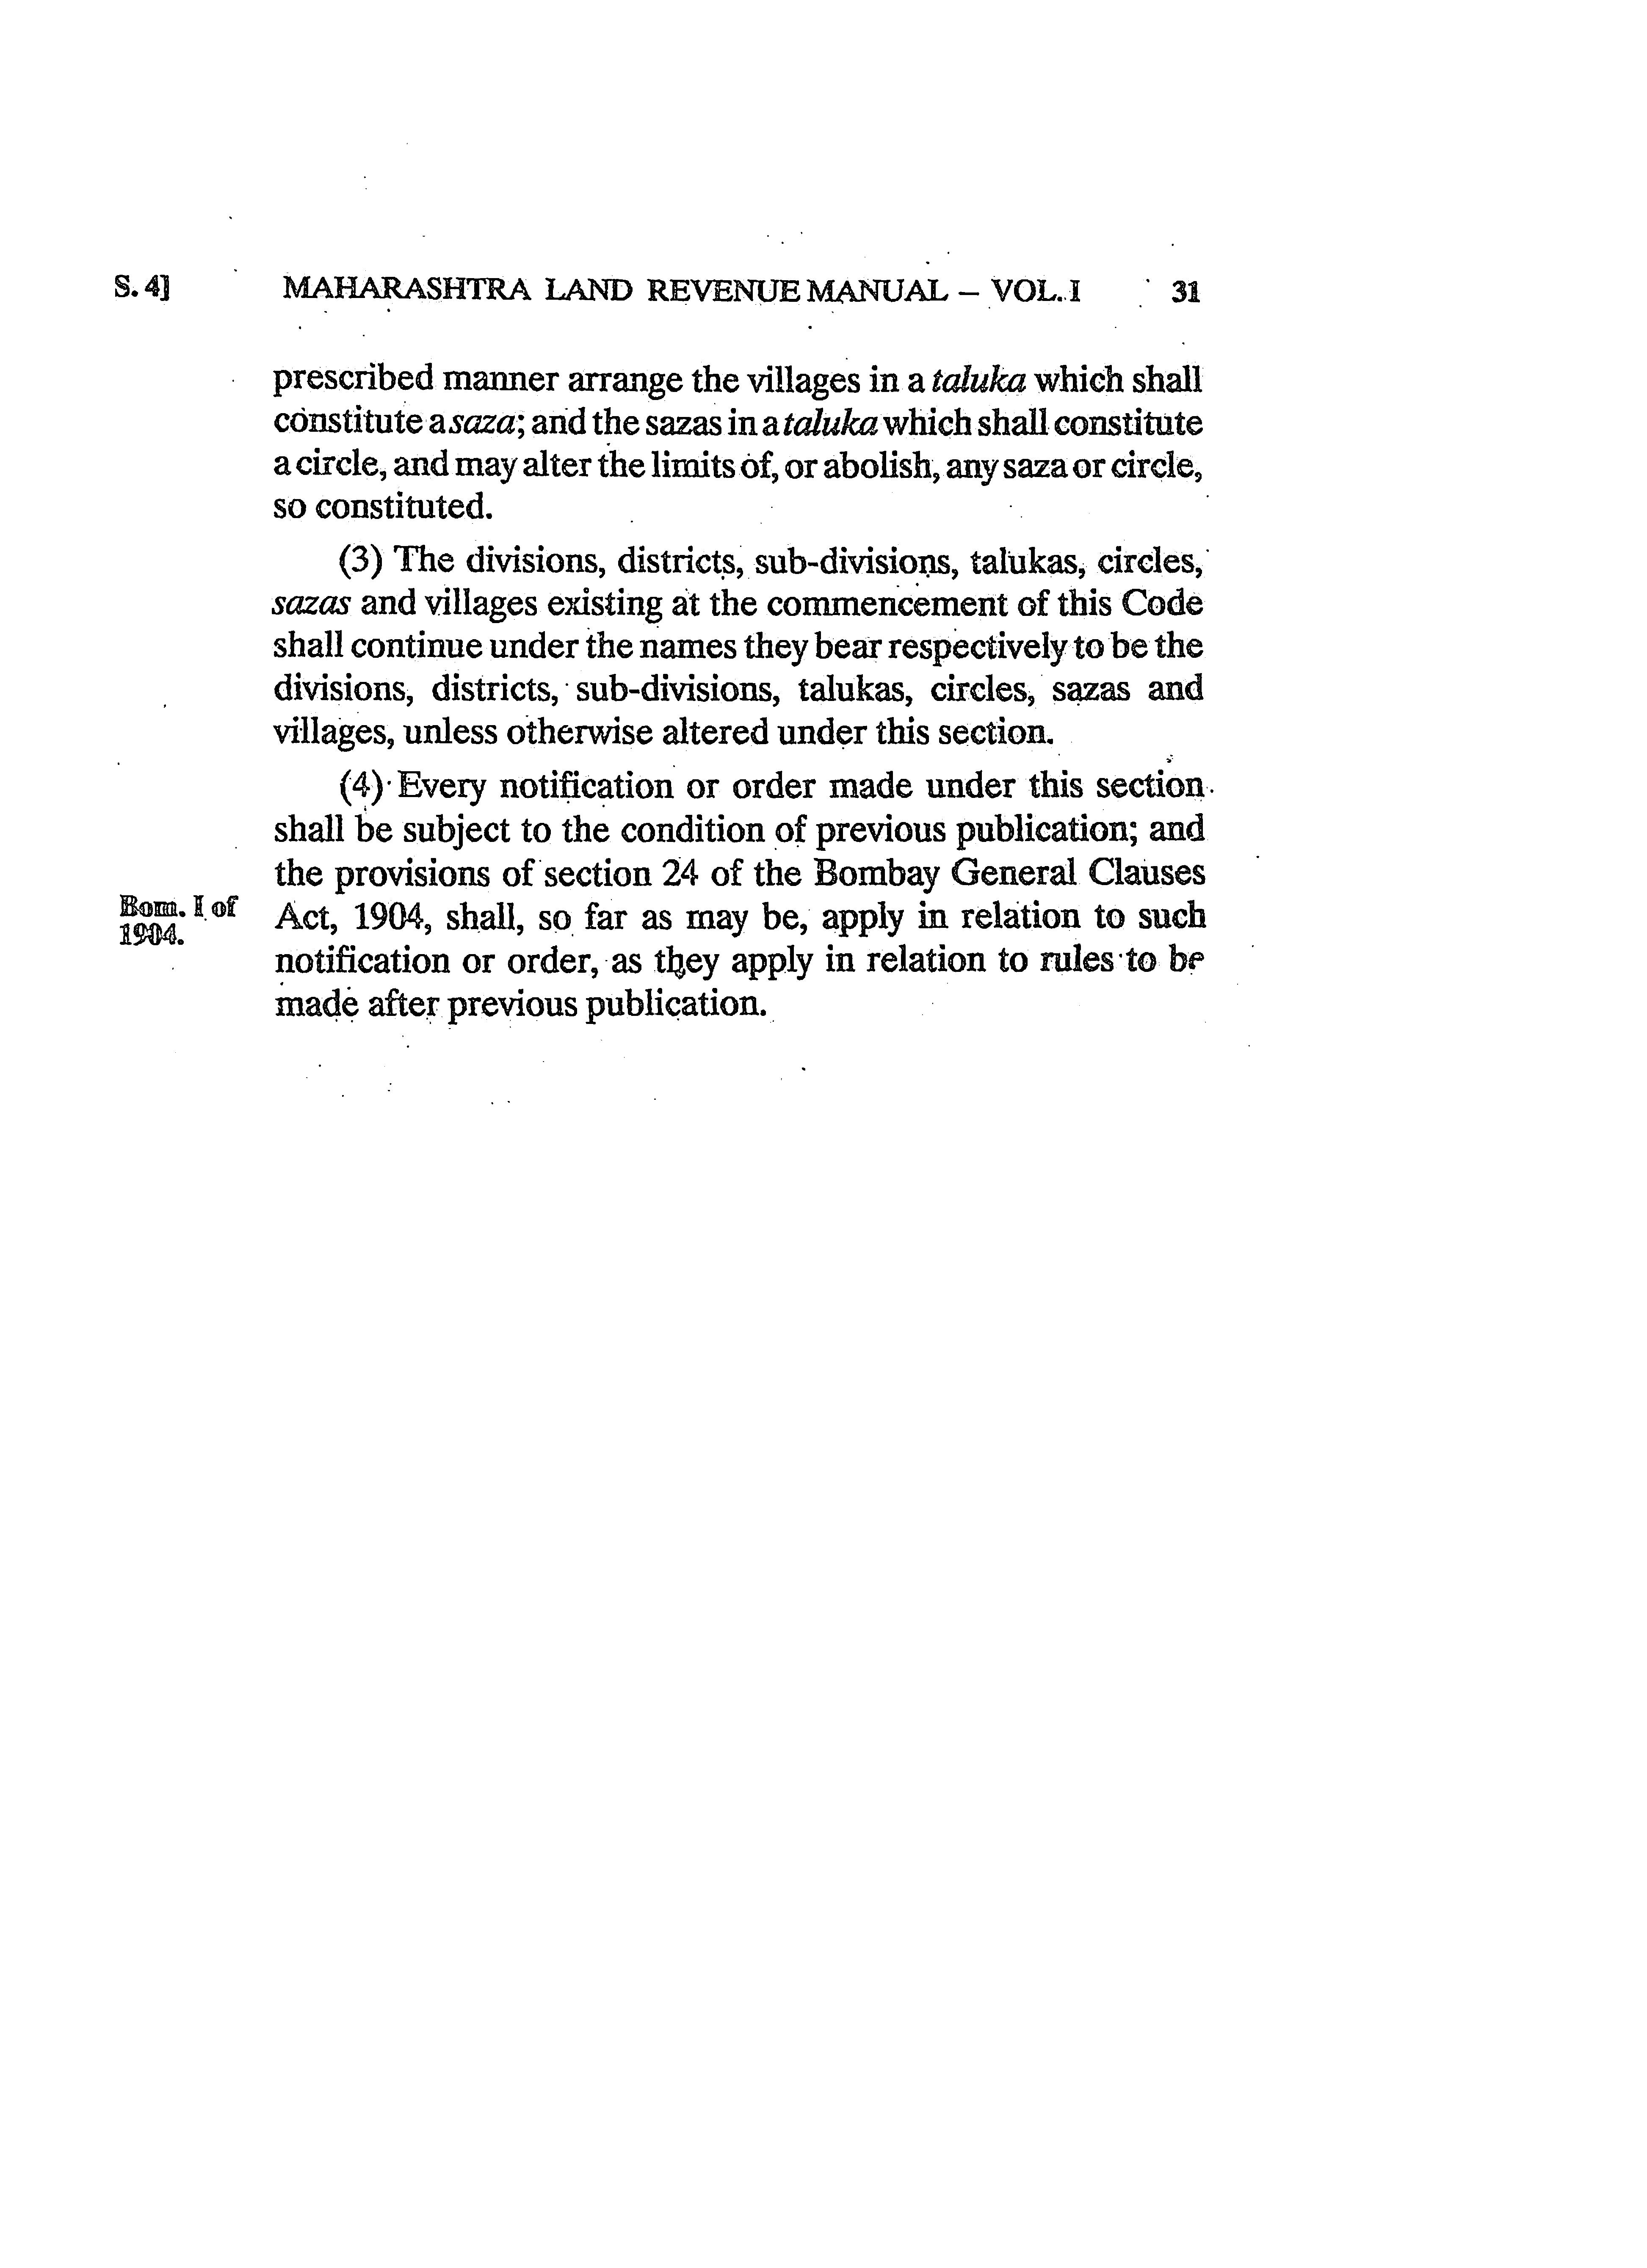 S. 4] MAHARASHTRA LAND REVENUE MANUAL – VOL. I 31
prescribed manner arrange the villages in a taluka which shall
constitute a saza; and the sazas in a taluka which shall constitute
a circle, and may alter the limits of, or abolish, any saza or circle,
so constituted.
(3) The divisions, districts, sub-divisions, talukas, circles,
sazas and villages existing at the commencement of this Code
shall continue under the names they bear respectively to be the
divisions, districts, sub-divisions, talukas, circles, sazas and
villages, unless otherwise altered under this section.
(4) Every notification or order made under this section
shall be subject to the condition of previous publication; and
the provisions of section 24 of the Bombay General Clauses
Bom. I of
1904.
Act, 1904, shall, so far as may be, apply in relation to such
notification or order, as they apply in relation to rules to be
made after previous publication.